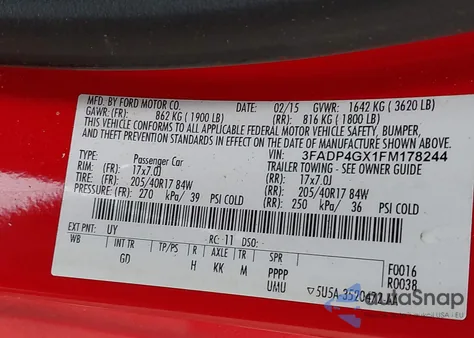 MFD. BY FORD MOTOR CO.
DATE: 02/15 GVWR: 1642 KG ( 3620 LB)
GAWR: (FR): 862 KG ( 1900 LB) (RR): 816 KG ( 1800 LB)
THIS VEHICLE CONFORMS TO ALL APPLICABLE FEDERAL MOTOR VEHICLE SAFETY, BUMPER,
AND THEFT PREVENTION STANDARDS IN EFFECT ON THE DATE OF MANUFACTURE SHOWN ABOVE.
VIN: 3FADP4GX1FM178244
TYPE: Passenger Car TRAILER TOWING - SEE OWNER GUIDE
RIM: (FR): 17x7.0J (RR): 17x7.0J
TIRE: 205/40R17 84W 205/40R17 84W
PRESSURE: (FR): 270 kPa/ 39 PSI COLD (RR): 250 kPa/ 36 PSI COLD
EXT PNT: UY RC: 11 DSO:
WB INT TR TP/PS R AXLE TR SPR F0016
GD H KK M PPPP R0038
UMU ▽5U5A 3520472 AA
autoSnap